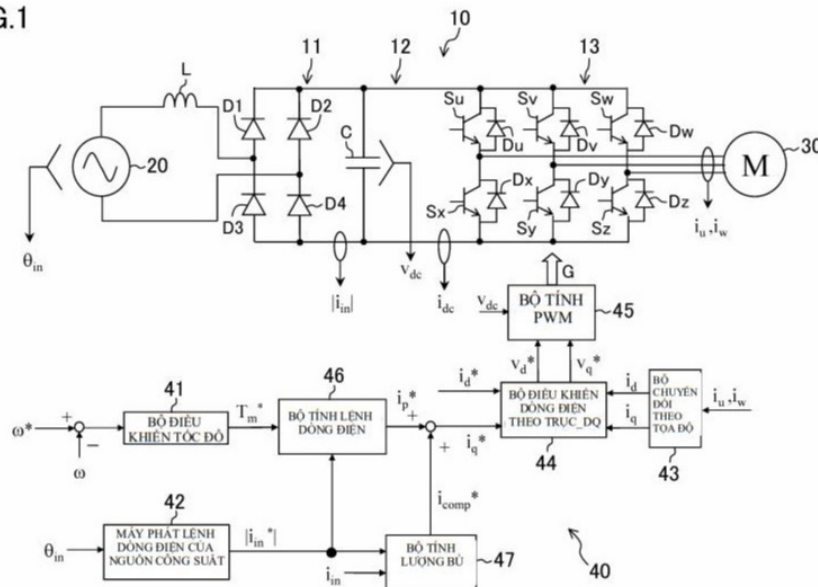 G.1
10
11
12
13
L
D1
D2
Su
Sv
Sw
Du
Dv
Dw
C
20
M
30
D3
D4
Sx
Sy
Sz
Dx
Dy
Dz
θin
|iin|
vdc
idc
iu,iw
G
vdc
BỘ TÍNH
PWM
45
vd*
vq*
41
46
ip*
id*
id
iq
ω*
+
−
ω
BỘ ĐIỀU
KHIỂN TỐC ĐỘ
Tm*
BỘ TÍNH LỆNH
DÒNG ĐIỆN
+
+
iq*
BỘ ĐIỀU KHIỂN
DÒNG ĐIỆN
THEO TRỤC_DQ
44
BỘ
CHUYỂN
ĐỔI
THEO
TỌA ĐỘ
43
iu,iw
icomp*
42
θin
MÁY PHÁT LỆNH
DÒNG ĐIỆN CỦA
NGUỒN CÔNG SUẤT
|iin*|
iin
BỘ TÍNH
LƯỢNG BÙ
47
40